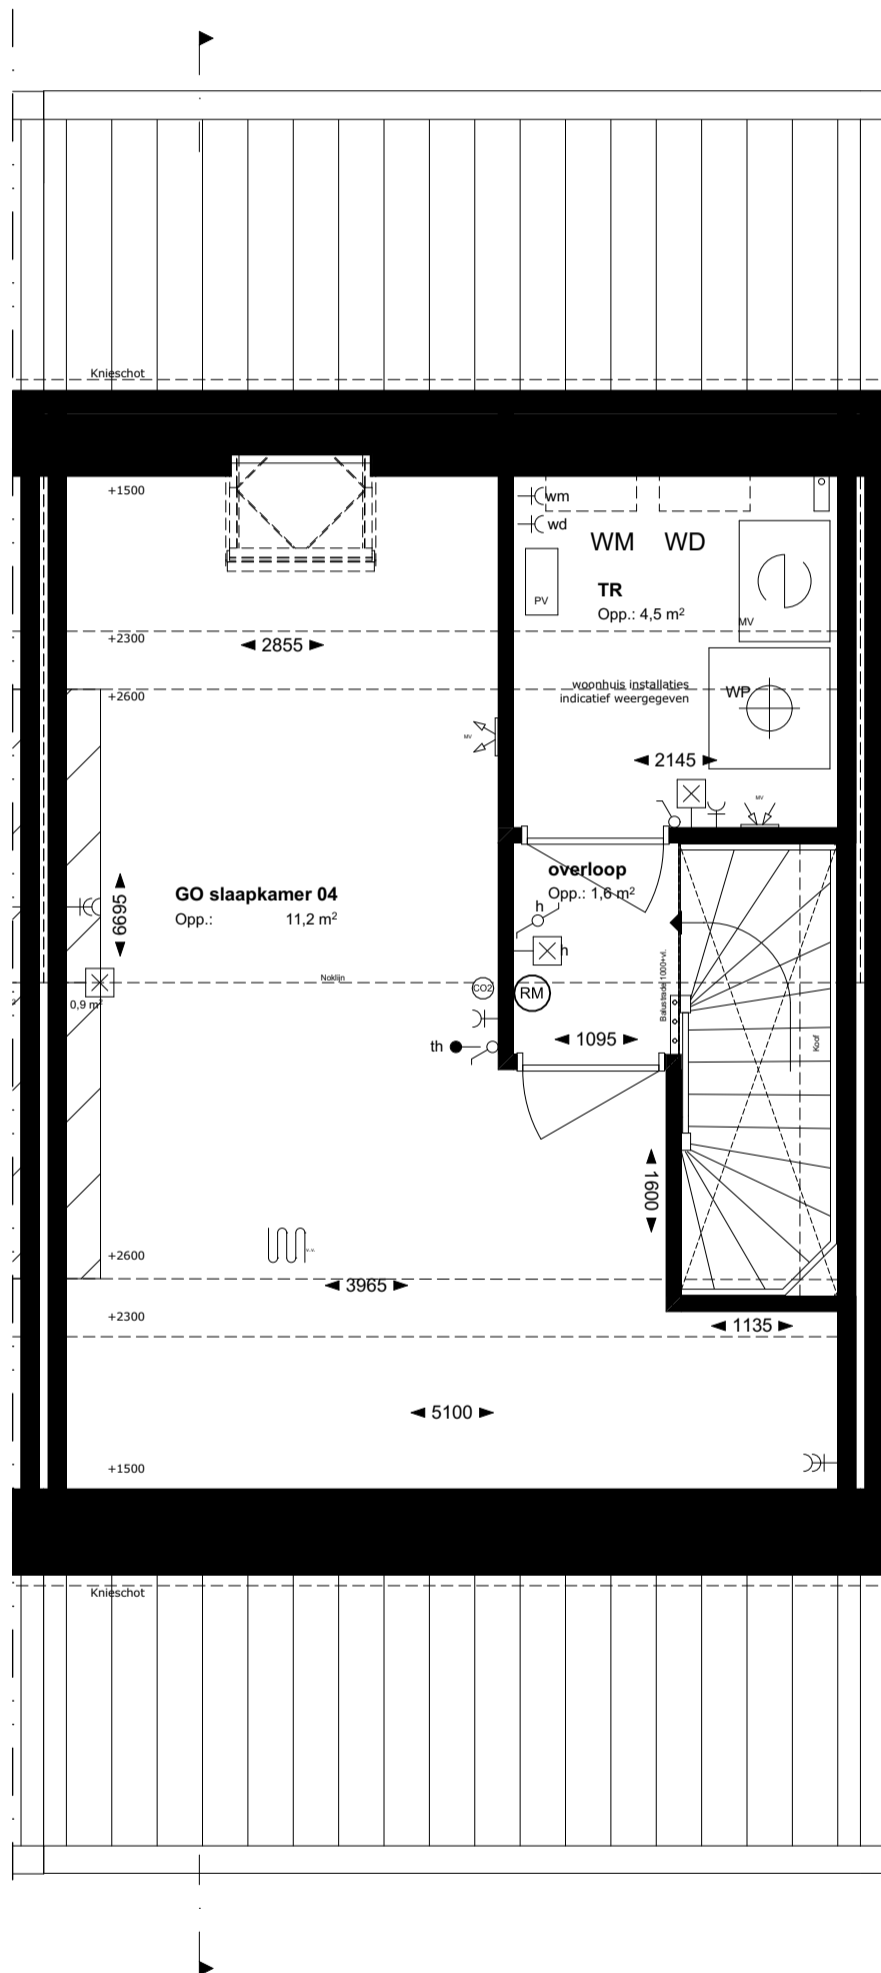 Knieschot
+1500
wm
wd
WM WD
TR
Opp.: 4,5 m²
PV
MV
+2300
2855
+2600
woonhuis installaties
indicatief weergegeven
WP
MV
2145
MV
overloop
Opp.: 1,6 m²
GO slaapkamer 04
Opp.: 11,2 m²
6695
h
h
Noklijn
CO2
RM
0,9 m²
Balustrade 1000+vl.
Koof
th
1095
1600
v.v.
+2600
3965
+2300
1135
5100
+1500
Knieschot